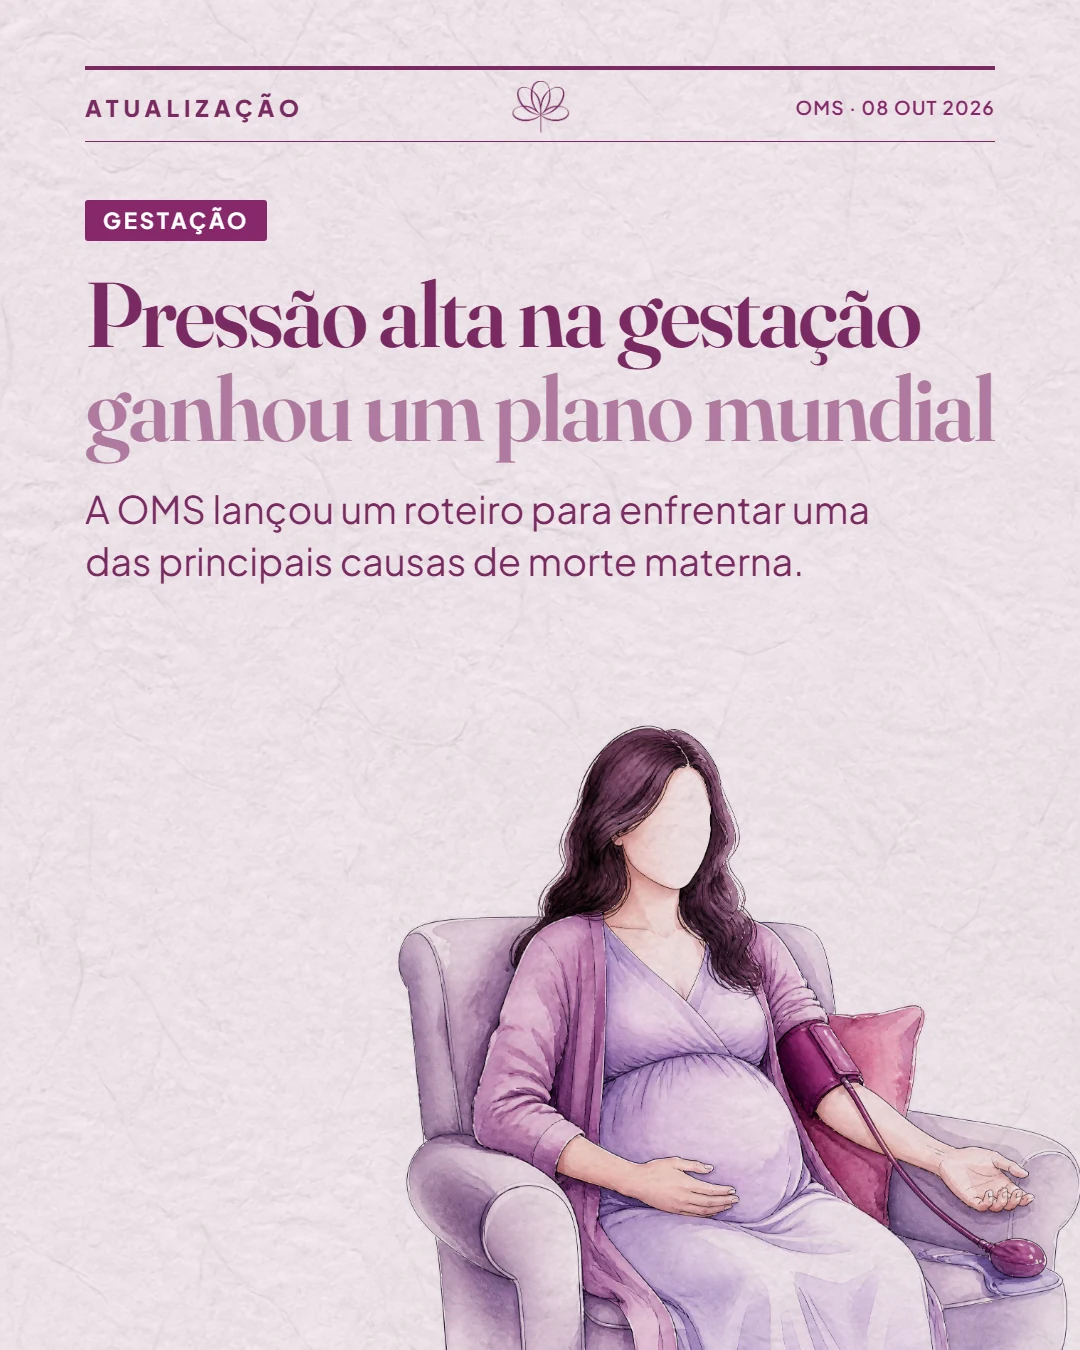 ATUALIZAÇÃO
OMS · 08 OUT 2026
GESTAÇÃO
Pressão alta na gestação
ganhou um plano mundial
A OMS lançou um roteiro para enfrentar uma
das principais causas de morte materna.